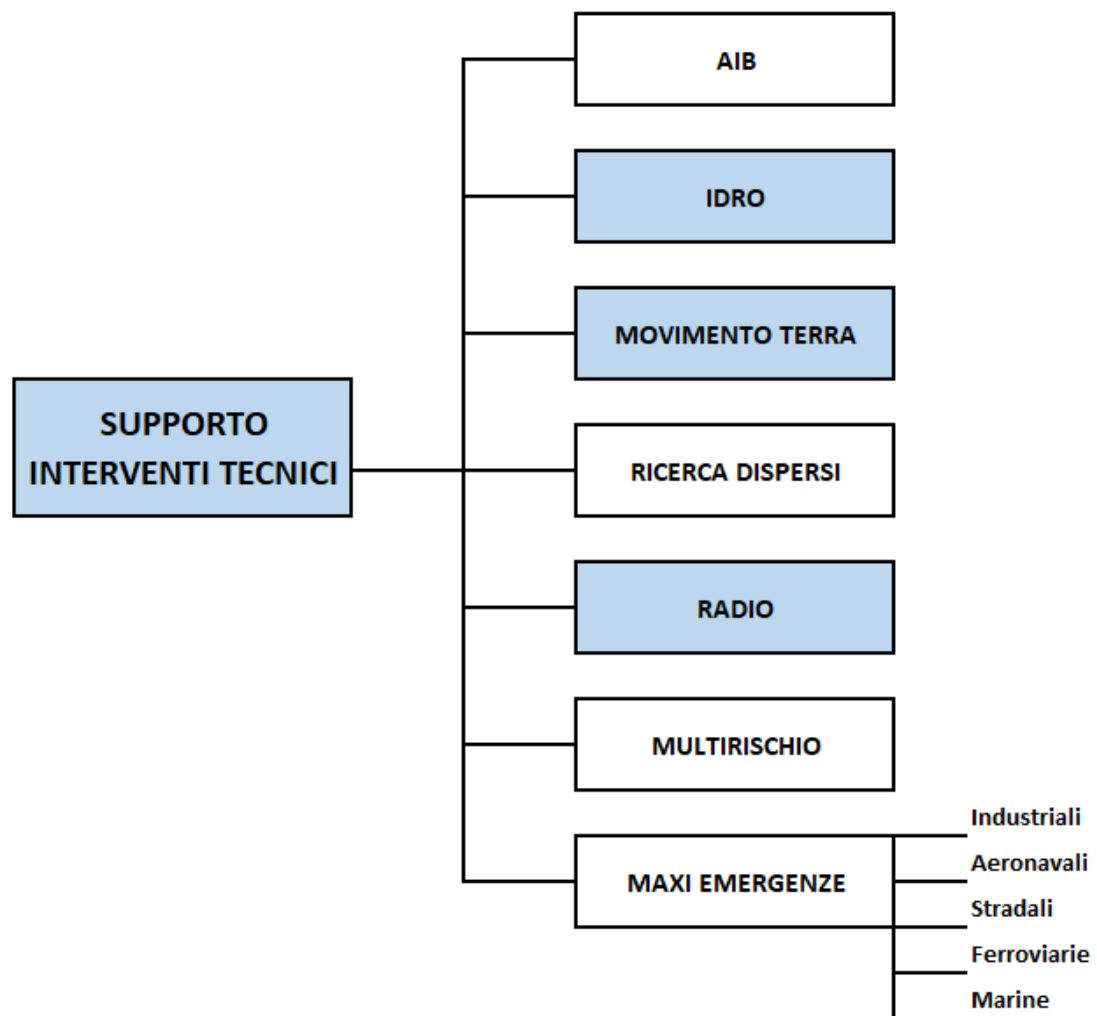 AIB
IDRO
MOVIMENTO TERRA
SUPPORTO
INTERVENTI TECNICI
RICERCA DISPERSI
RADIO
MULTIRISCHIO
MAXI EMERGENZE
Industriali
Aeronavali
Stradali
Ferroviarie
Marine